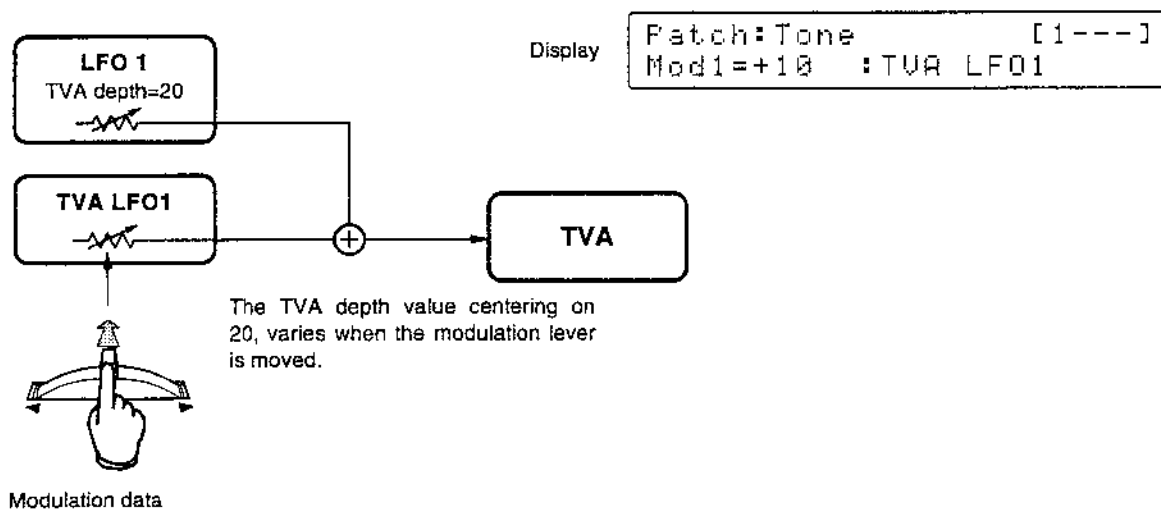 LFO 1
TVA depth=20
Display
Patch:Tone [1---]
Mod1=+10 :TVA LFO1
TVA LFO1
TVA
The TVA depth value centering on
20, varies when the modulation lever
is moved.
Modulation data